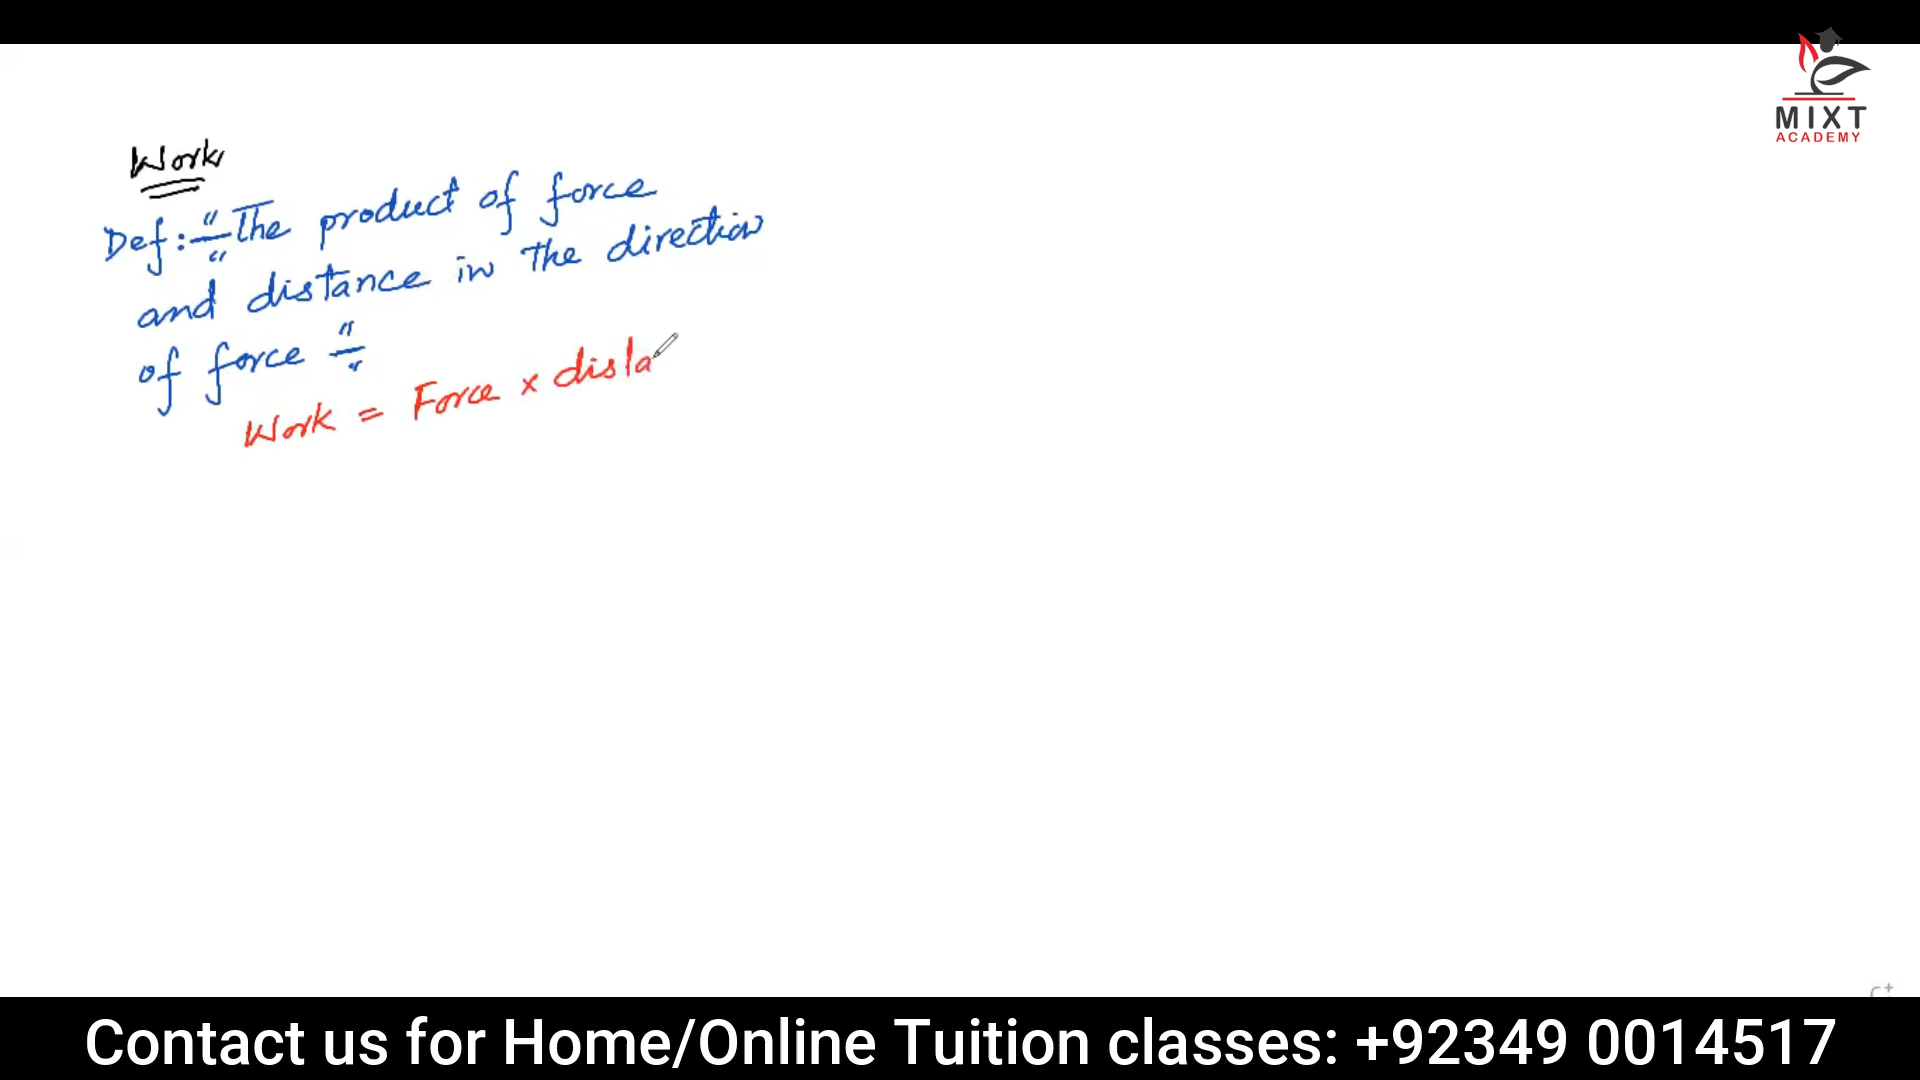 MIXT
ACADEMY
Work
Def: "The product of force
and distance in the direction
of force "
Work = Force x disla
Contact us for Home/Online Tuition classes: +92349 0014517